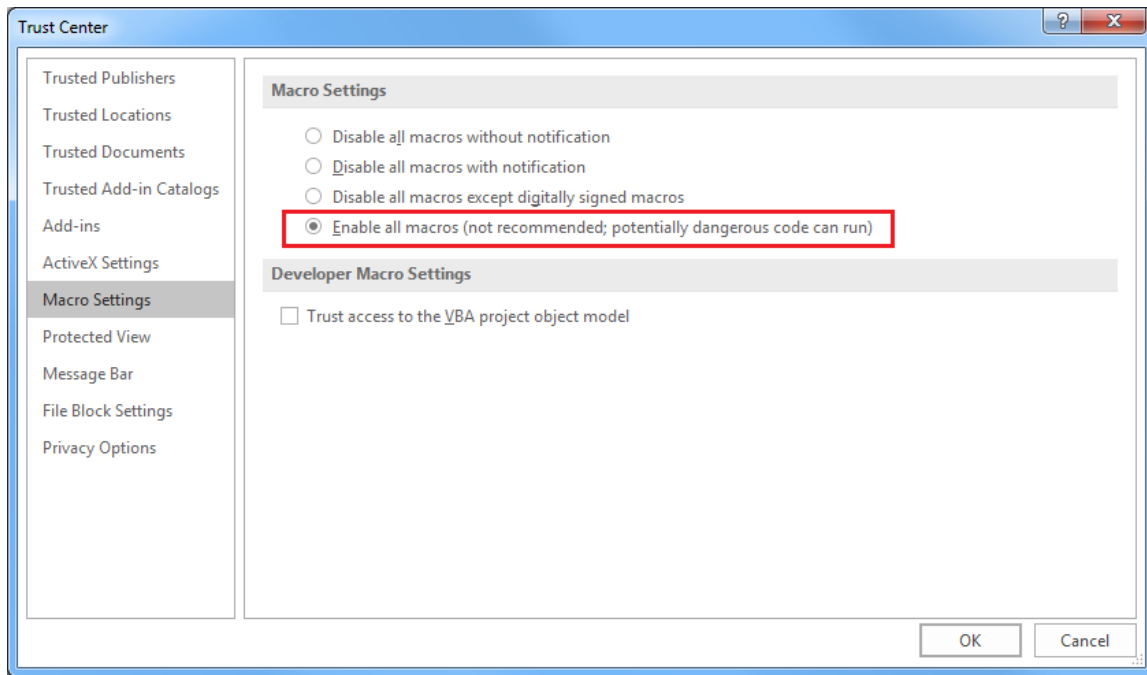 Trust Center
? X
Trusted Publishers
Trusted Locations
Trusted Documents
Trusted Add-in Catalogs
Add-ins
ActiveX Settings
Macro Settings
Protected View
Message Bar
File Block Settings
Privacy Options
Macro Settings
Disable all macros without notification
Disable all macros with notification
Disable all macros except digitally signed macros
Enable all macros (not recommended; potentially dangerous code can run)
Developer Macro Settings
Trust access to the VBA project object model
OK Cancel